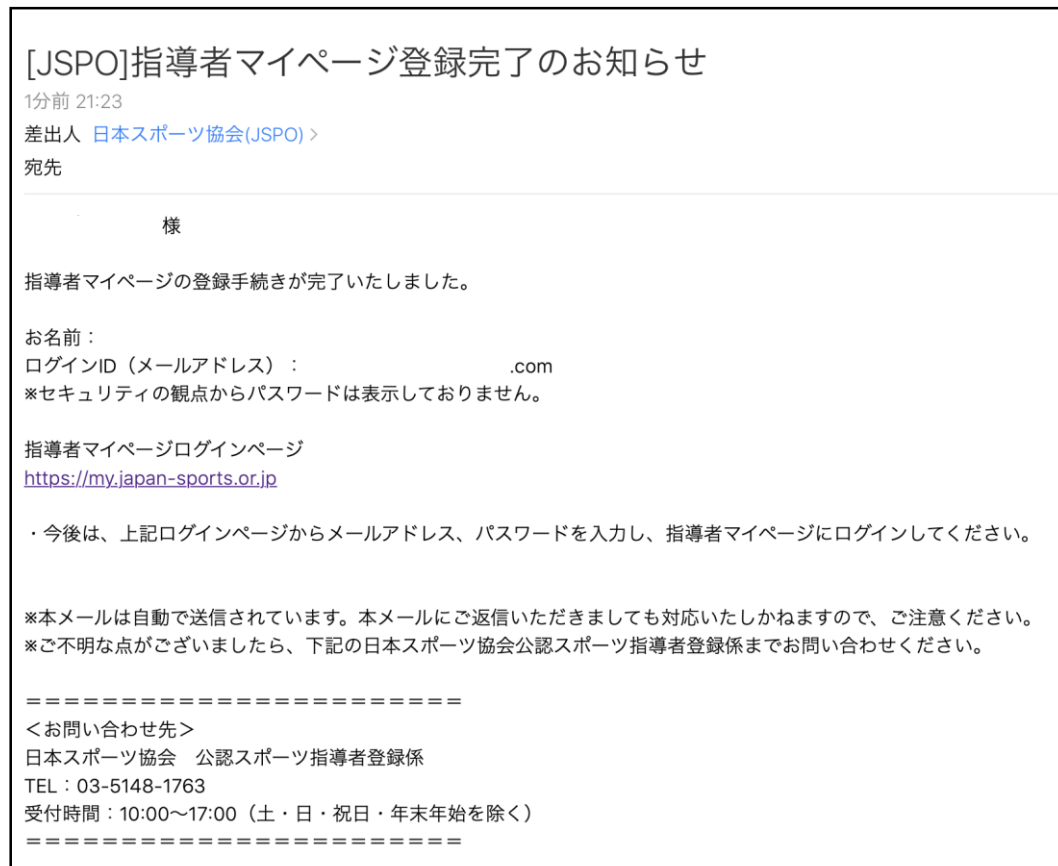 [JSPO]指導者マイページ登録完了のお知らせ
1分前 21:23
差出人 日本スポーツ協会(JSPO) >
宛先
様
指導者マイページの登録手続きが完了いたしました。
お名前：
ログインID（メールアドレス）： .com
※セキュリティの観点からパスワードは表示しておりません。
指導者マイページログインページ
https://my.japan-sports.or.jp
・今後は、上記ログインページからメールアドレス、パスワードを入力し、指導者マイページにログインしてください。
※本メールは自動で送信されています。本メールにご返信いただきましても対応いたしかねますので、ご注意ください。
※ご不明な点がございましたら、下記の日本スポーツ協会公認スポーツ指導者登録係までお問い合わせください。
＝＝＝＝＝＝＝＝＝＝＝＝＝＝＝＝＝＝＝＝＝＝＝
＜お問い合わせ先＞
日本スポーツ協会　公認スポーツ指導者登録係
TEL：03-5148-1763
受付時間：10:00〜17:00（土・日・祝日・年末年始を除く）
＝＝＝＝＝＝＝＝＝＝＝＝＝＝＝＝＝＝＝＝＝＝＝